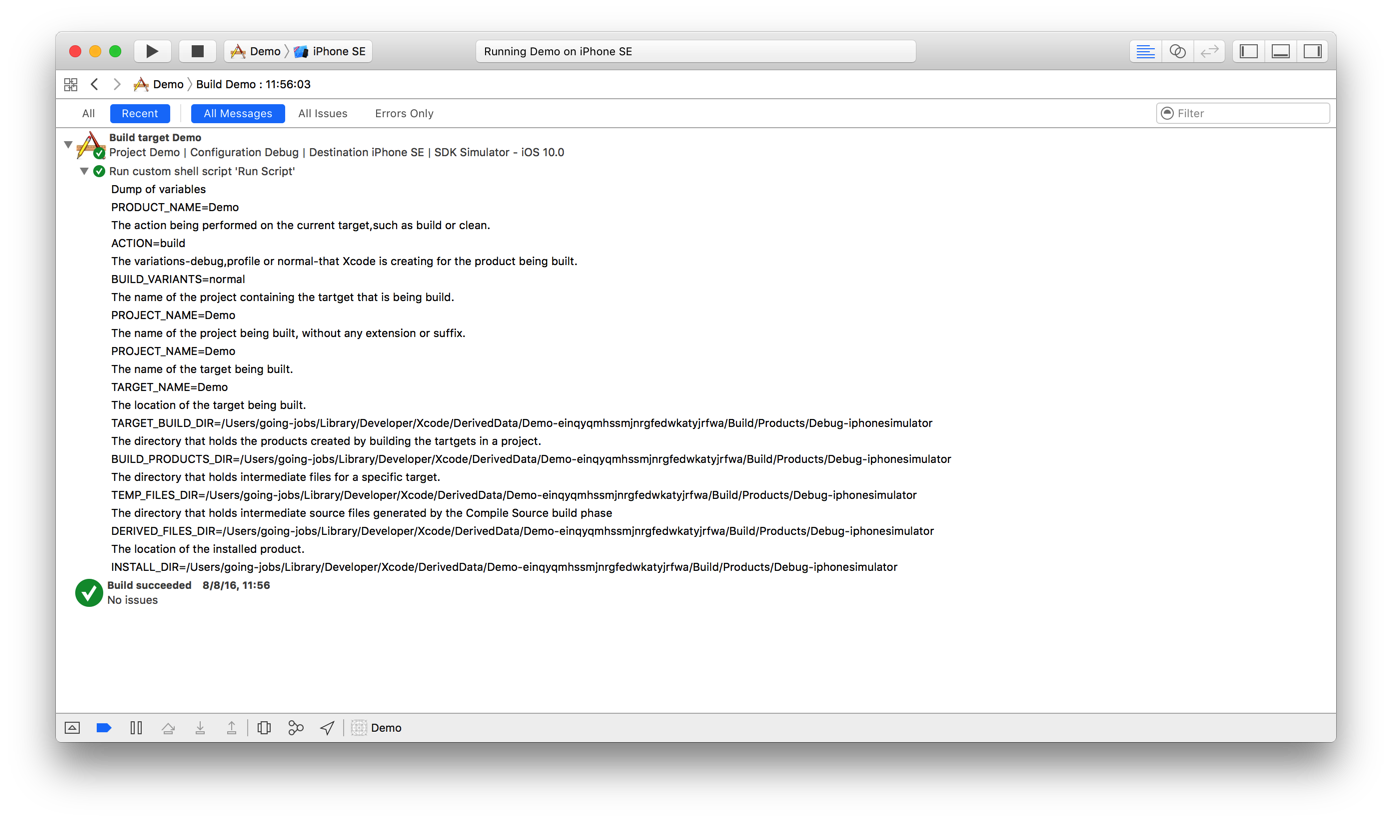 Demo 〉 iPhone SE
Running Demo on iPhone SE
Demo 〉 Build Demo : 11:56:03
All Recent All Messages All Issues Errors Only Filter
Build target Demo
Project Demo | Configuration Debug | Destination iPhone SE | SDK Simulator - iOS 10.0
Run custom shell script 'Run Script'
Dump of variables
PRODUCT_NAME=Demo
The action being performed on the current target,such as build or clean.
ACTION=build
The variations-debug,profile or normal-that Xcode is creating for the product being built.
BUILD_VARIANTS=normal
The name of the project containing the tartget that is being build.
PROJECT_NAME=Demo
The name of the project being built, without any extension or suffix.
PROJECT_NAME=Demo
The name of the target being built.
TARGET_NAME=Demo
The location of the target being built.
TARGET_BUILD_DIR=/Users/going-jobs/Library/Developer/Xcode/DerivedData/Demo-einqyqmhssmjnrgfedwkatyjrfwa/Build/Products/Debug-iphonesimulator
The directory that holds the products created by building the tartgets in a project.
BUILD_PRODUCTS_DIR=/Users/going-jobs/Library/Developer/Xcode/DerivedData/Demo-einqyqmhssmjnrgfedwkatyjrfwa/Build/Products/Debug-iphonesimulator
The directory that holds intermediate files for a specific target.
TEMP_FILES_DIR=/Users/going-jobs/Library/Developer/Xcode/DerivedData/Demo-einqyqmhssmjnrgfedwkatyjrfwa/Build/Products/Debug-iphonesimulator
The directory that holds intermediate source files generated by the Compile Source build phase
DERIVED_FILES_DIR=/Users/going-jobs/Library/Developer/Xcode/DerivedData/Demo-einqyqmhssmjnrgfedwkatyjrfwa/Build/Products/Debug-iphonesimulator
The location of the installed product.
INSTALL_DIR=/Users/going-jobs/Library/Developer/Xcode/DerivedData/Demo-einqyqmhssmjnrgfedwkatyjrfwa/Build/Products/Debug-iphonesimulator
Build succeeded 8/8/16, 11:56
No issues
Demo